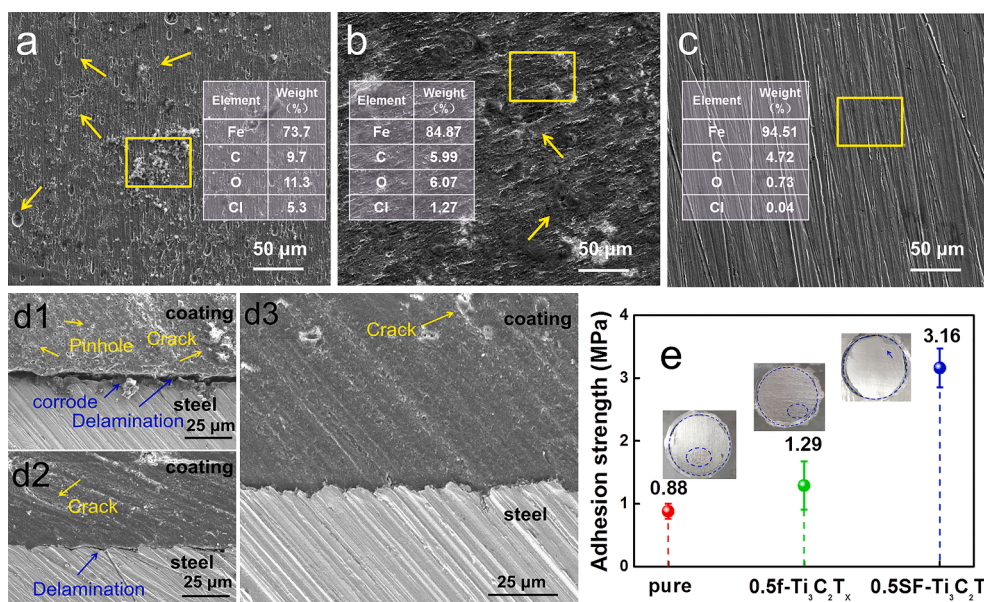 a
Element Weight (%)
Fe 73.7
C 9.7
O 11.3
Cl 5.3
50 μm
b
Element Weight (%)
Fe 84.87
C 5.99
O 6.07
Cl 1.27
50 μm
c
Element Weight (%)
Fe 94.51
C 4.72
O 0.73
Cl 0.04
50 μm
d1
coating
Pinhole
Crack
corrode
Delamination
steel
25 μm
d2
coating
Crack
Delamination
steel
25 μm
d3
coating
Crack
steel
25 μm
e
Adhesion strength (MPa)
4
3
2
1
0
0.88
1.29
3.16
pure
0.5f-Ti₃C₂Tₓ
0.5SF-Ti₃C₂T